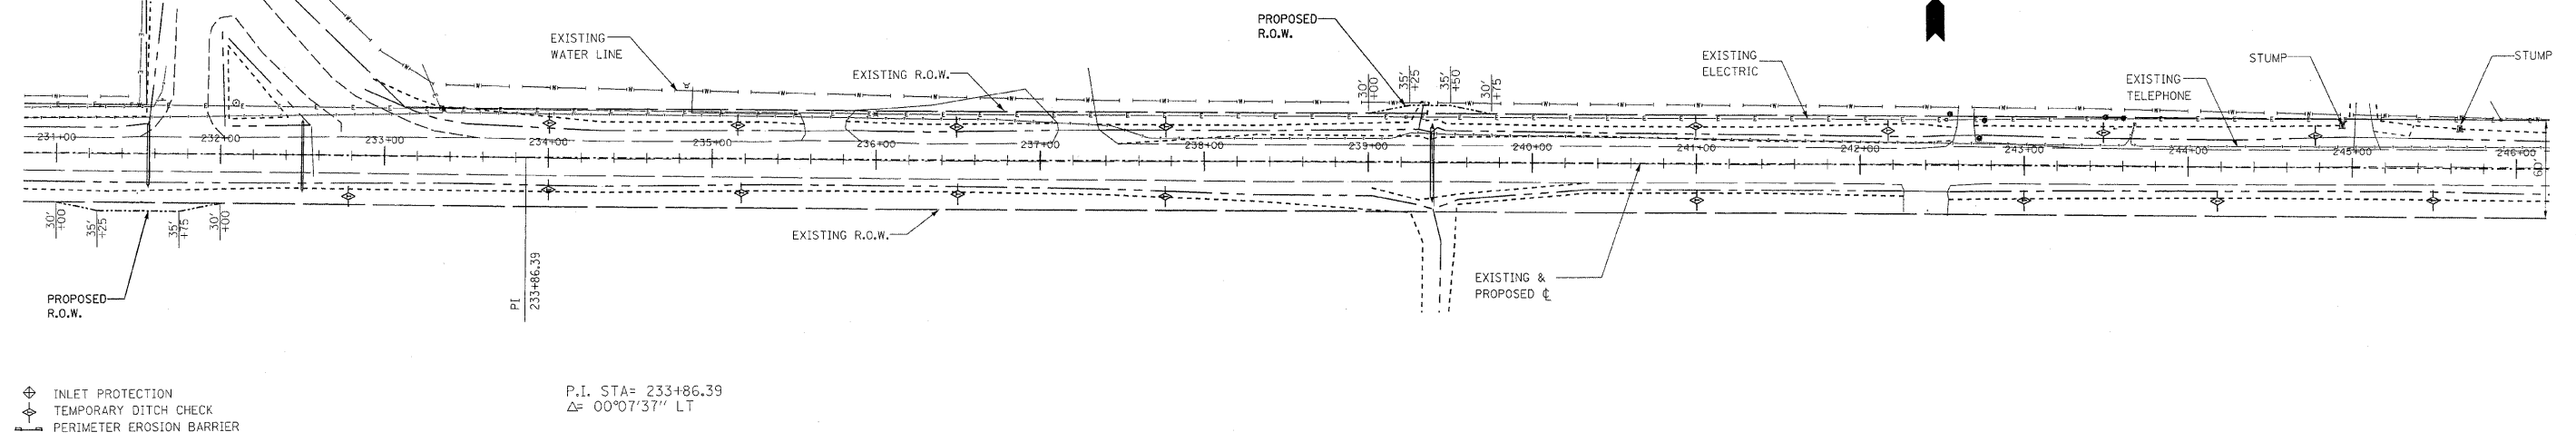 PROPOSED
R.O.W.
EXISTING
WATER LINE
EXISTING R.O.W.
EXISTING
ELECTRIC
STUMP
STUMP
EXISTING
TELEPHONE
30'
+00
35'
+25
35'
+50
30'
+75
231+00
232+00
233+00
234+00
235+00
236+00
237+00
238+00
239+00
240+00
241+00
242+00
243+00
244+00
245+00
246+00
60'
30'
+00
35'
+25
35'
+75
30'
+00
EXISTING R.O.W.
PI
233+86.39
EXISTING &
PROPOSED ℄
PROPOSED
R.O.W.
INLET PROTECTION
TEMPORARY DITCH CHECK
PERIMETER EROSION BARRIER
P.I. STA= 233+86.39
Δ= 00°07'37" LT